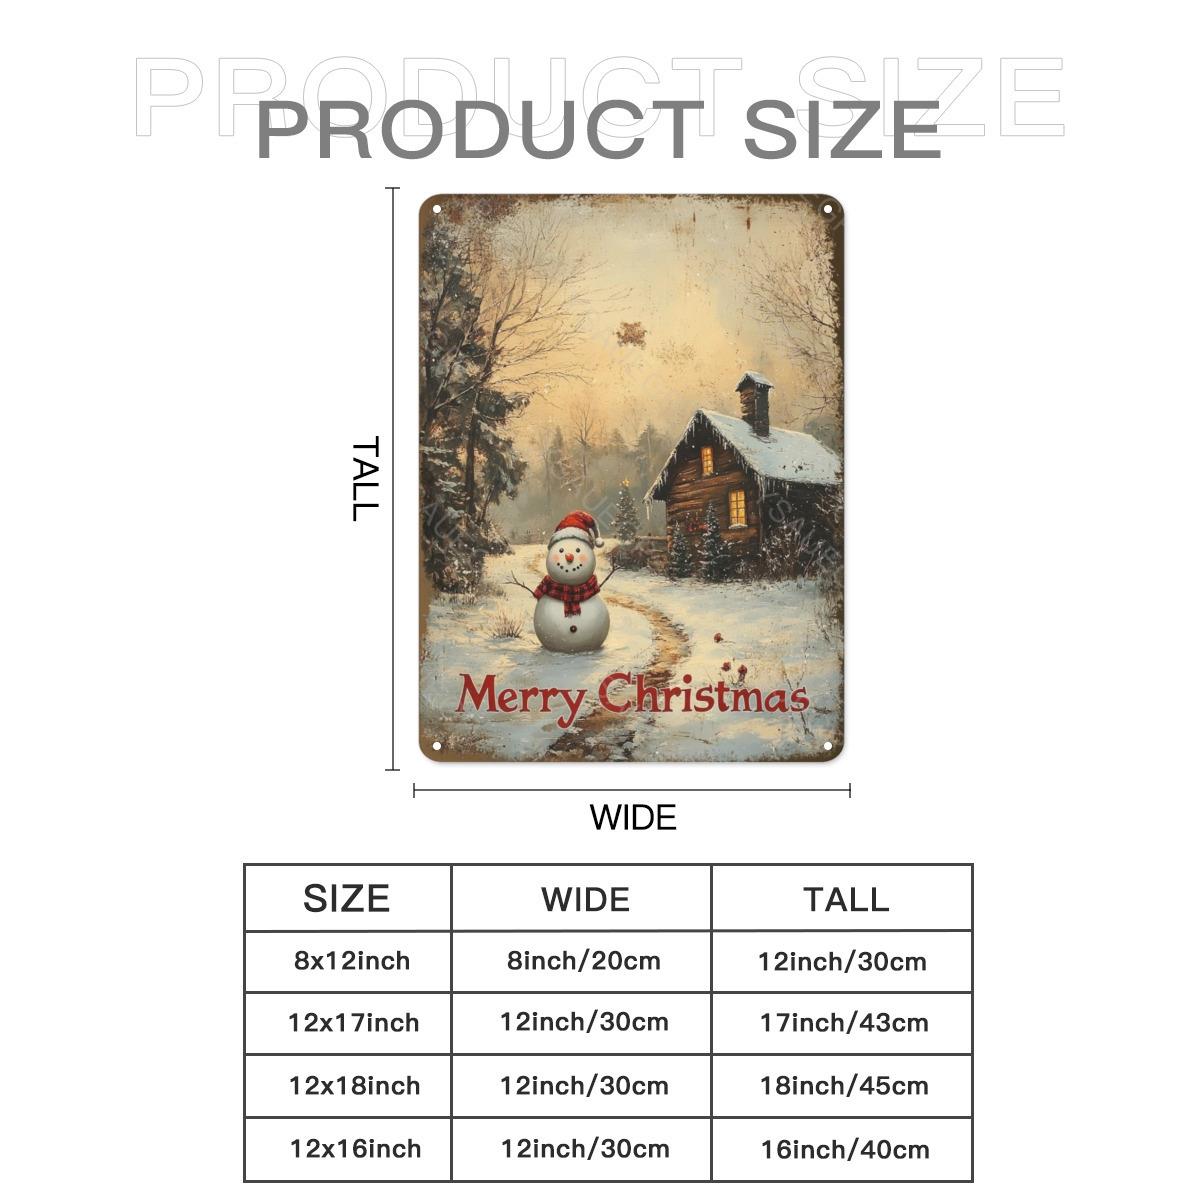 PRODUCT SIZE
PRODUCT SIZE
TALL
Merry Christmas
WIDE
SIZE WIDE TALL
8x12inch 8inch/20cm 12inch/30cm
12x17inch 12inch/30cm 17inch/43cm
12x18inch 12inch/30cm 18inch/45cm
12x16inch 12inch/30cm 16inch/40cm